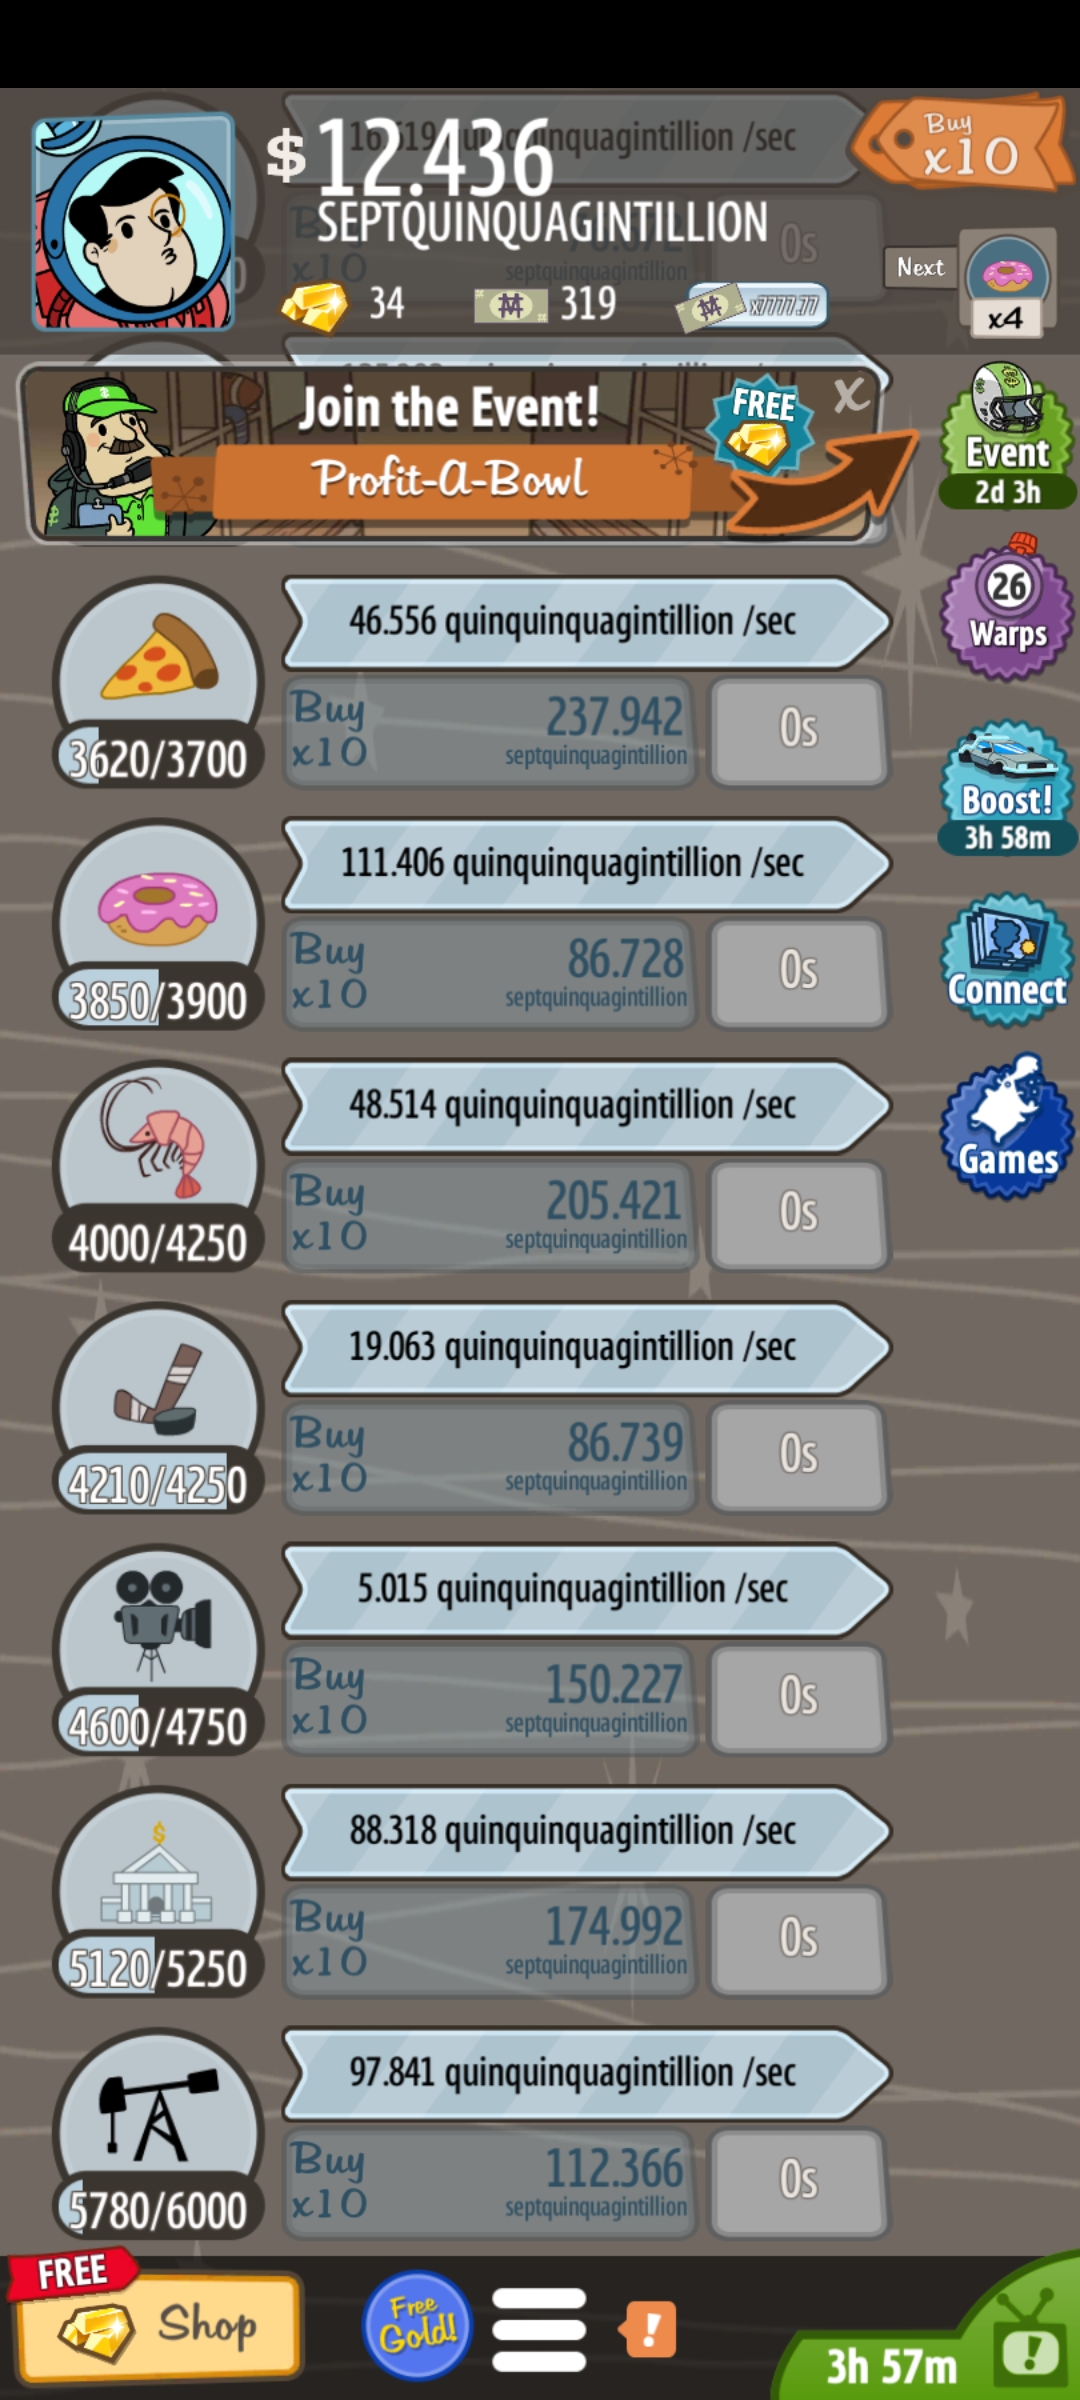 $12.436
SEPTQUINQUAGINTILLION
Buy
x10
0s
septquinquagintillion
34
319
x7777.77
Next
x4
Join the Event!
FREE
X
Profit-A-Bowl
Event
2d 3h
26
Warps
Boost!
3h 58m
Connect
Games
46.556 quinquinquagintillion /sec
Buy
x10
237.942
septquinquagintillion
0s
3620/3700
111.406 quinquinquagintillion /sec
Buy
x10
86.728
septquinquagintillion
0s
3850/3900
48.514 quinquinquagintillion /sec
Buy
x10
205.421
septquinquagintillion
0s
4000/4250
19.063 quinquinquagintillion /sec
Buy
x10
86.739
septquinquagintillion
0s
4210/4250
5.015 quinquinquagintillion /sec
Buy
x10
150.227
septquinquagintillion
0s
4600/4750
$
88.318 quinquinquagintillion /sec
Buy
x10
174.992
septquinquagintillion
0s
5120/5250
97.841 quinquinquagintillion /sec
Buy
x10
112.366
septquinquagintillion
0s
5780/6000
FREE
Shop
Free
Gold!
!
3h 57m
!